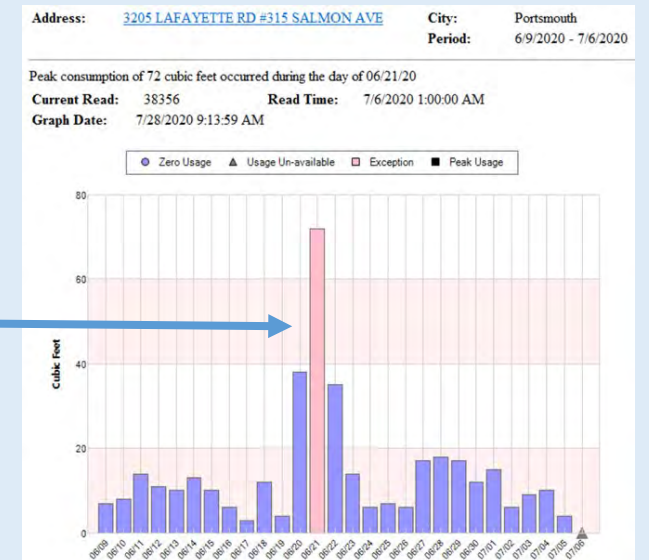 Address: 3205 LAFAYETTE RD #315 SALMON AVE City: Portsmouth
Period: 6/9/2020 - 7/6/2020
Peak consumption of 72 cubic feet occurred during the day of 06/21/20
Current Read: 38356 Read Time: 7/6/2020 1:00:00 AM
Graph Date: 7/28/2020 9:13:59 AM
Zero Usage Usage Un-available Exception Peak Usage
80
60
40
20
0
Cubic Feet
06/09 06/10 06/11 06/12 06/13 06/14 06/15 06/16 06/17 06/18 06/19 06/20 06/21 06/22 06/23 06/24 06/25 06/26 06/27 06/28 06/29 06/30 07/01 07/02 07/03 07/04 07/05 07/06